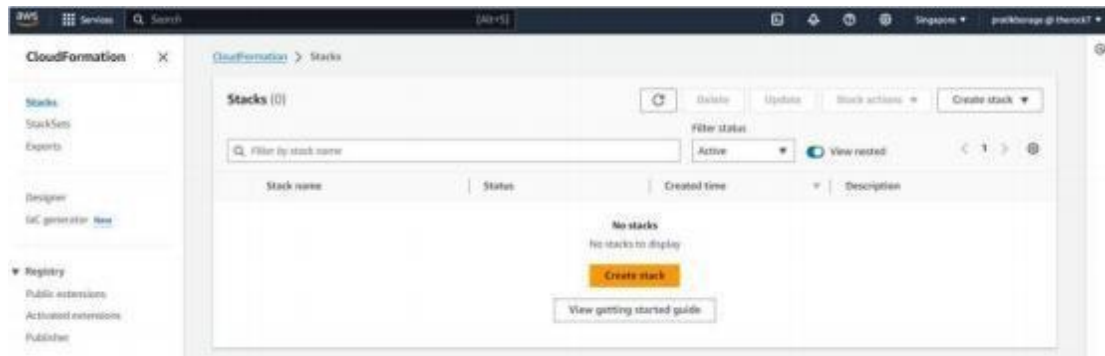 aws Services Search [Alt+S] Singapore
CloudFormation
CloudFormation > Stacks
Stacks
StackSets
Exports
Designer
IaC generator New
Registry
Public extensions
Activated extensions
Publisher
Stacks (0)
Delete Update Stack actions Create stack
Filter status
Filter by stack name Active View nested 1
Stack name Status Created time Description
No stacks
No stacks to display
Create stack
View getting started guide